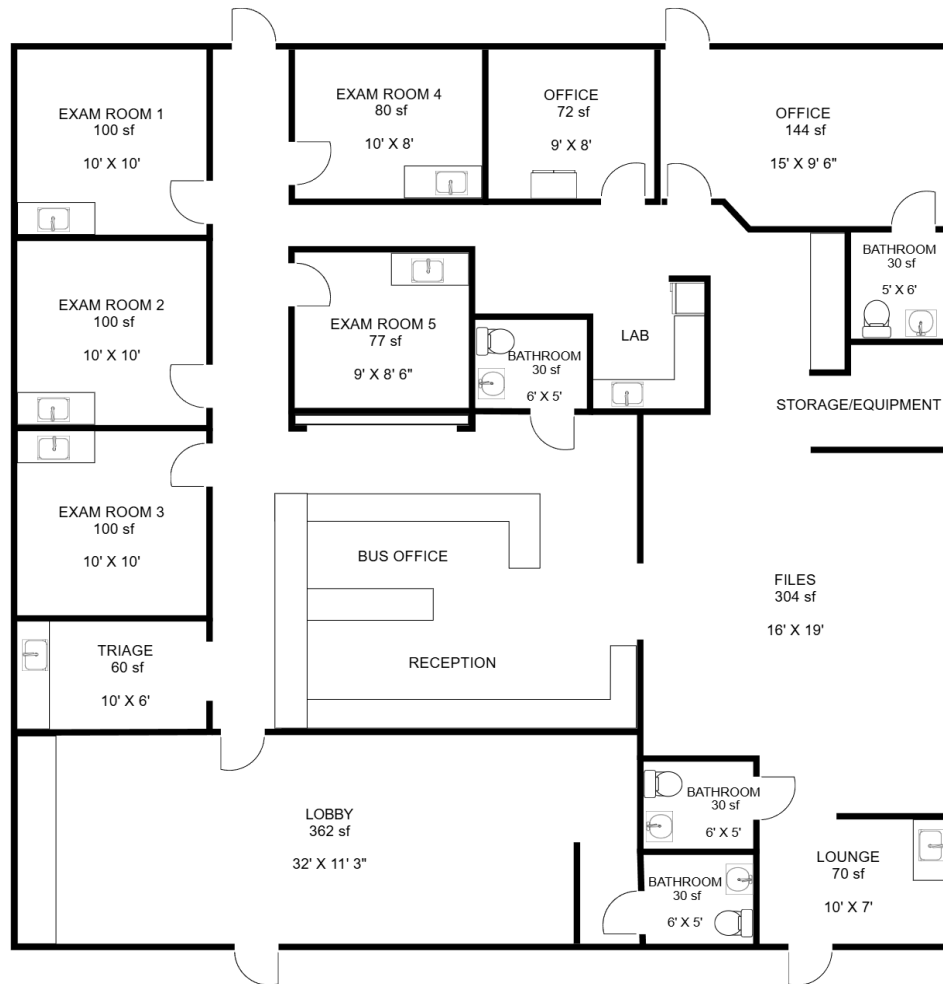 EXAM ROOM 1
100 sf
10' X 10'
EXAM ROOM 4
80 sf
10' X 8'
OFFICE
72 sf
9' X 8'
OFFICE
144 sf
15' X 9' 6"
BATHROOM
30 sf
5' X 6'
EXAM ROOM 2
100 sf
10' X 10'
EXAM ROOM 5
77 sf
9' X 8' 6"
BATHROOM
30 sf
6' X 5'
LAB
STORAGE/EQUIPMENT
EXAM ROOM 3
100 sf
10' X 10'
BUS OFFICE
FILES
304 sf
16' X 19'
TRIAGE
60 sf
10' X 6'
RECEPTION
LOBBY
362 sf
32' X 11' 3"
BATHROOM
30 sf
6' X 5'
BATHROOM
30 sf
6' X 5'
LOUNGE
70 sf
10' X 7'